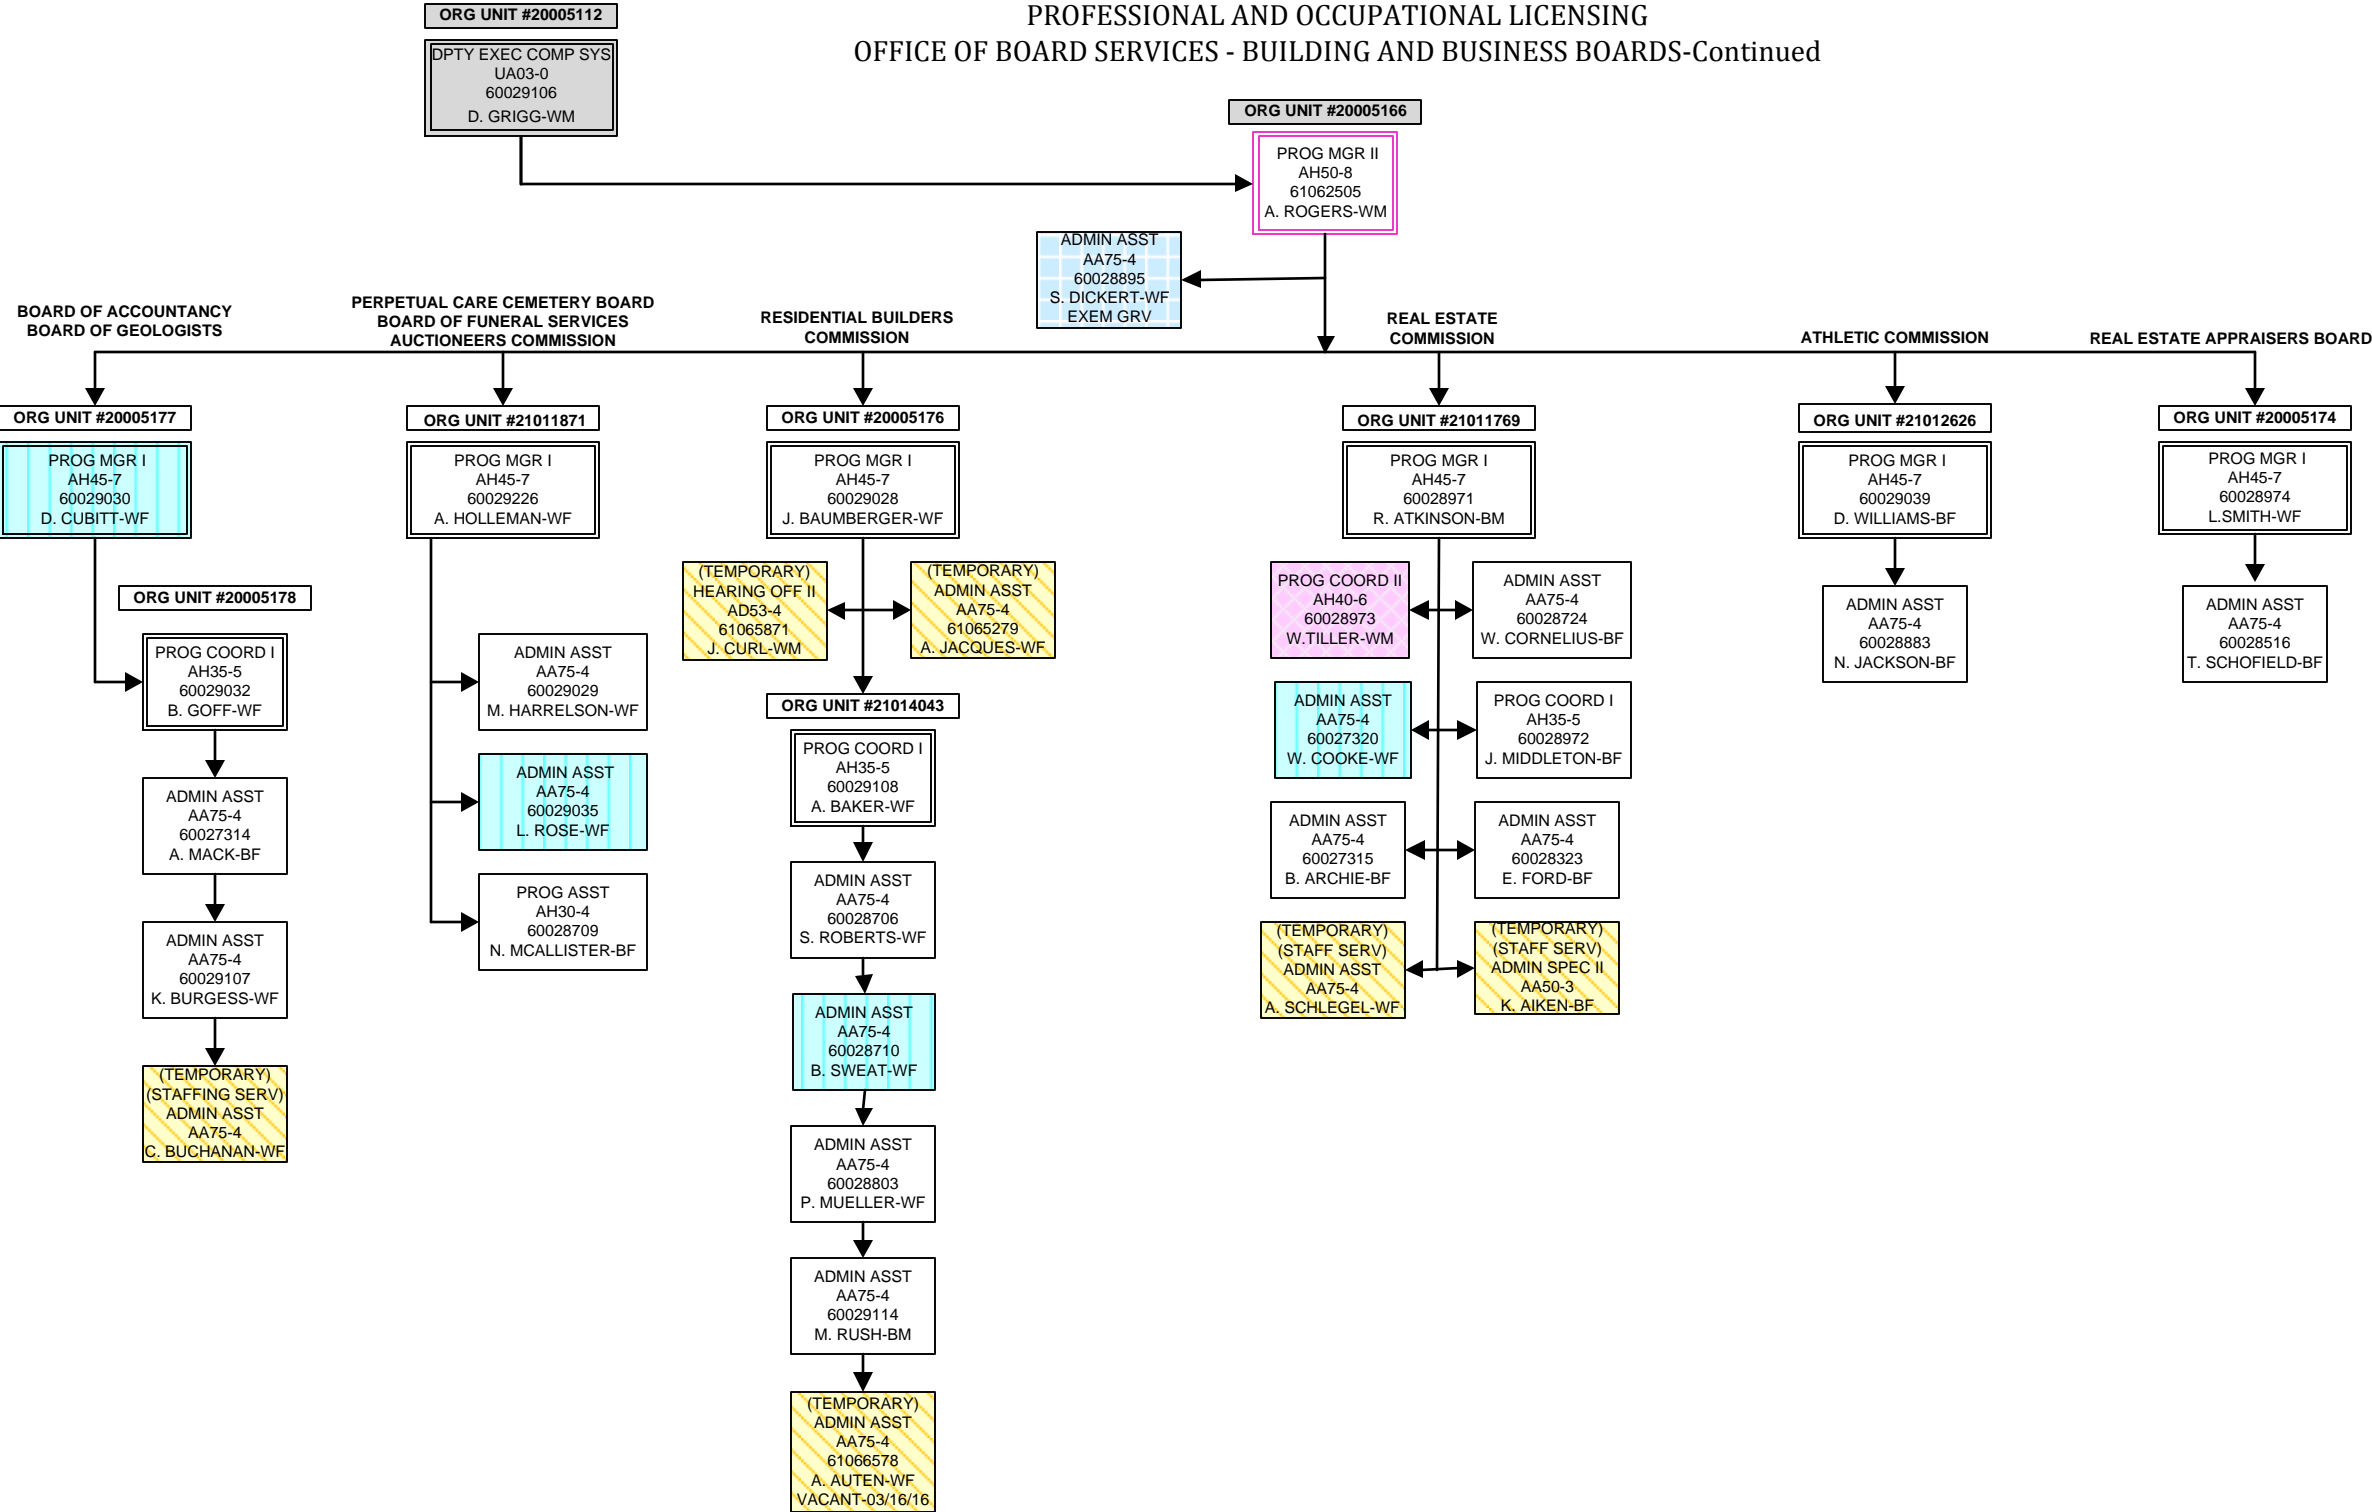 PROFESSIONAL AND OCCUPATIONAL LICENSING
OFFICE OF BOARD SERVICES - BUILDING AND BUSINESS BOARDS-Continued
ORG UNIT #20005112
DPTY EXEC COMP SYS
UA03-0
60029106
D. GRIGG-WM
ORG UNIT #20005166
PROG MGR II
AH50-8
61062505
A. ROGERS-WM
ADMIN ASST
AA75-4
60028895
S. DICKERT-WF
EXEM GRV
BOARD OF ACCOUNTANCY
BOARD OF GEOLOGISTS
ORG UNIT #20005177
PROG MGR I
AH45-7
60029030
D. CUBITT-WF
ORG UNIT #20005178
PROG COORD I
AH35-5
60029032
B. GOFF-WF
ADMIN ASST
AA75-4
60027314
A. MACK-BF
ADMIN ASST
AA75-4
60029107
K. BURGESS-WF
(TEMPORARY)
(STAFFING SERV)
ADMIN ASST
AA75-4
C. BUCHANAN-WF
PERPETUAL CARE CEMETERY BOARD
BOARD OF FUNERAL SERVICES
AUCTIONEERS COMMISSION
ORG UNIT #21011871
PROG MGR I
AH45-7
60029226
A. HOLLEMAN-WF
ADMIN ASST
AA75-4
60029029
M. HARRELSON-WF
ADMIN ASST
AA75-4
60029035
L. ROSE-WF
PROG ASST
AH30-4
60028709
N. MCALLISTER-BF
RESIDENTIAL BUILDERS
COMMISSION
ORG UNIT #20005176
PROG MGR I
AH45-7
60029028
J. BAUMBERGER-WF
(TEMPORARY)
HEARING OFF II
AD53-4
61065871
J. CURL-WM
(TEMPORARY)
ADMIN ASST
AA75-4
61065279
A. JACQUES-WF
ORG UNIT #21014043
PROG COORD I
AH35-5
60029108
A. BAKER-WF
ADMIN ASST
AA75-4
60028706
S. ROBERTS-WF
ADMIN ASST
AA75-4
60028710
B. SWEAT-WF
ADMIN ASST
AA75-4
60028803
P. MUELLER-WF
ADMIN ASST
AA75-4
60029114
M. RUSH-BM
(TEMPORARY)
ADMIN ASST
AA75-4
61066578
A. AUTEN-WF
VACANT-03/16/16
REAL ESTATE
COMMISSION
ORG UNIT #21011769
PROG MGR I
AH45-7
60028971
R. ATKINSON-BM
PROG COORD II
AH40-6
60028973
W.TILLER-WM
ADMIN ASST
AA75-4
60028724
W. CORNELIUS-BF
ADMIN ASST
AA75-4
60027320
W. COOKE-WF
PROG COORD I
AH35-5
60028972
J. MIDDLETON-BF
ADMIN ASST
AA75-4
60027315
B. ARCHIE-BF
ADMIN ASST
AA75-4
60028323
E. FORD-BF
(TEMPORARY)
(STAFF SERV)
ADMIN ASST
AA75-4
A. SCHLEGEL-WF
(TEMPORARY)
(STAFF SERV)
ADMIN SPEC II
AA50-3
K. AIKEN-BF
ATHLETIC COMMISSION
ORG UNIT #21012626
PROG MGR I
AH45-7
60029039
D. WILLIAMS-BF
ADMIN ASST
AA75-4
60028883
N. JACKSON-BF
REAL ESTATE APPRAISERS BOARD
ORG UNIT #20005174
PROG MGR I
AH45-7
60028974
L.SMITH-WF
ADMIN ASST
AA75-4
60028516
T. SCHOFIELD-BF